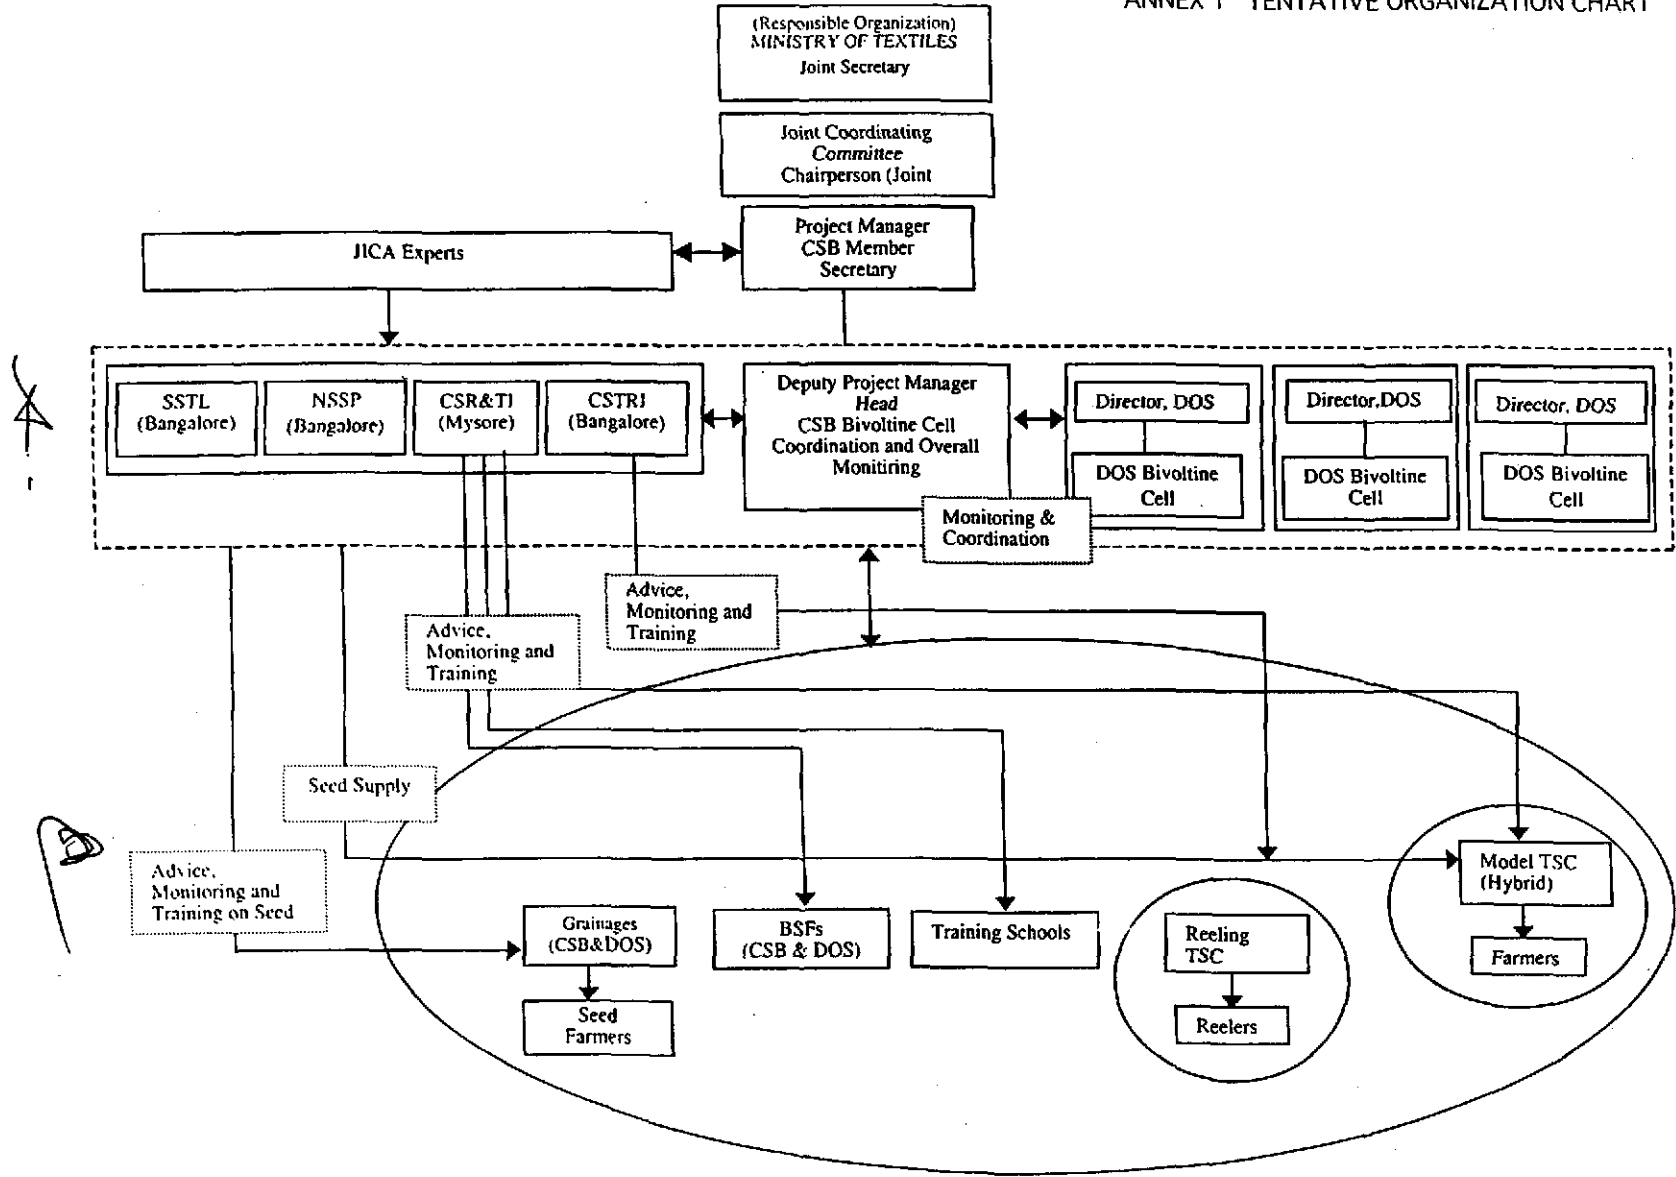 ANNEX 1 TENTATIVE ORGANIZATION CHART
(Responsible Organization)
MINISTRY OF TEXTILES
Joint Secretary
Joint Coordinating
Committee
Chairperson (Joint
Project Manager
CSB Member
Secretary
JICA Experts
SSTL
(Bangalore)
NSSP
(Bangalore)
CSR&TI
(Mysore)
CSTRI
(Bangalore)
Deputy Project Manager
Head
CSB Bivoltine Cell
Coordination and Overall
Monitiring
Director, DOS
DOS Bivoltine
Cell
Director,DOS
DOS Bivoltine
Cell
Director, DOS
DOS Bivoltine
Cell
Monitoring &
Coordination
Advice,
Monitoring and
Training
Advice,
Monitoring and
Training
Seed Supply
Advice,
Monitoring and
Training on Seed
Grainages
(CSB&DOS)
Seed
Farmers
BSFs
(CSB & DOS)
Training Schools
Reeling
TSC
Reelers
Model TSC
(Hybrid)
Farmers